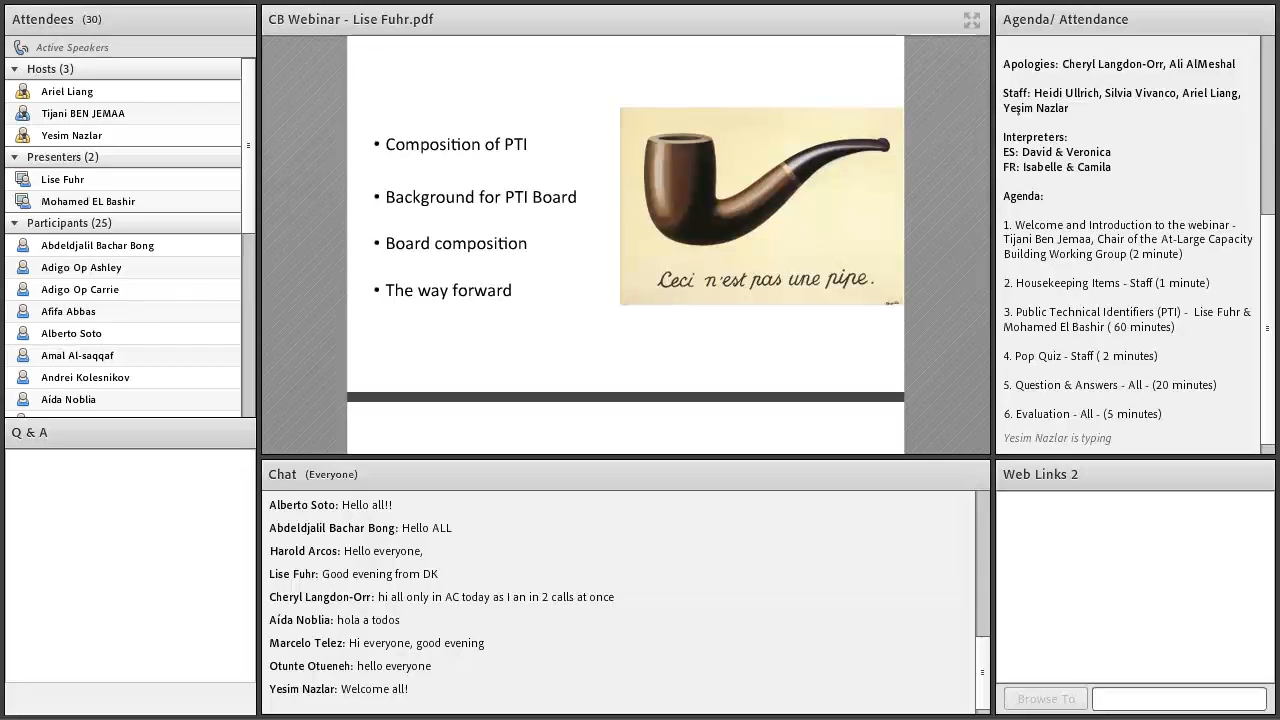 Attendees (30)
Active Speakers
Hosts (3)
Ariel Liang
Tijani BEN JEMAA
Yesim Nazlar
Presenters (2)
Lise Fuhr
Mohamed EL Bashir
Participants (25)
Abdeldjalil Bachar Bong
Adigo Op Ashley
Adigo Op Carrie
Afifa Abbas
Alberto Soto
Amal Al-saqqaf
Andrei Kolesnikov
Aída Noblia
Q & A
CB Webinar - Lise Fuhr.pdf
• Composition of PTI
• Background for PTI Board
• Board composition
• The way forward
Ceci n'est pas une pipe.
Chat (Everyone)
Alberto Soto: Hello all!!
Abdeldjalil Bachar Bong: Hello ALL
Harold Arcos: Hello everyone,
Lise Fuhr: Good evening from DK
Cheryl Langdon-Orr: hi all only in AC today as I an in 2 calls at once
Aída Noblia: hola a todos
Marcelo Telez: Hi everyone, good evening
Otunte Otueneh: hello everyone
Yesim Nazlar: Welcome all!
Agenda/ Attendance
Apologies: Cheryl Langdon-Orr, Ali AlMeshal
Staff: Heidi Ullrich, Silvia Vivanco, Ariel Liang,
Yeşim Nazlar
Interpreters:
ES: David & Veronica
FR: Isabelle & Camila
Agenda:
1. Welcome and Introduction to the webinar -
Tijani Ben Jemaa, Chair of the At-Large Capacity
Building Working Group (2 minute)
2. Housekeeping Items - Staff (1 minute)
3. Public Technical Identifiers (PTI) - Lise Fuhr &
Mohamed El Bashir ( 60 minutes)
4. Pop Quiz - Staff ( 2 minutes)
5. Question & Answers - All - (20 minutes)
6. Evaluation - All - (5 minutes)
Yesim Nazlar is typing
Web Links 2
Browse To